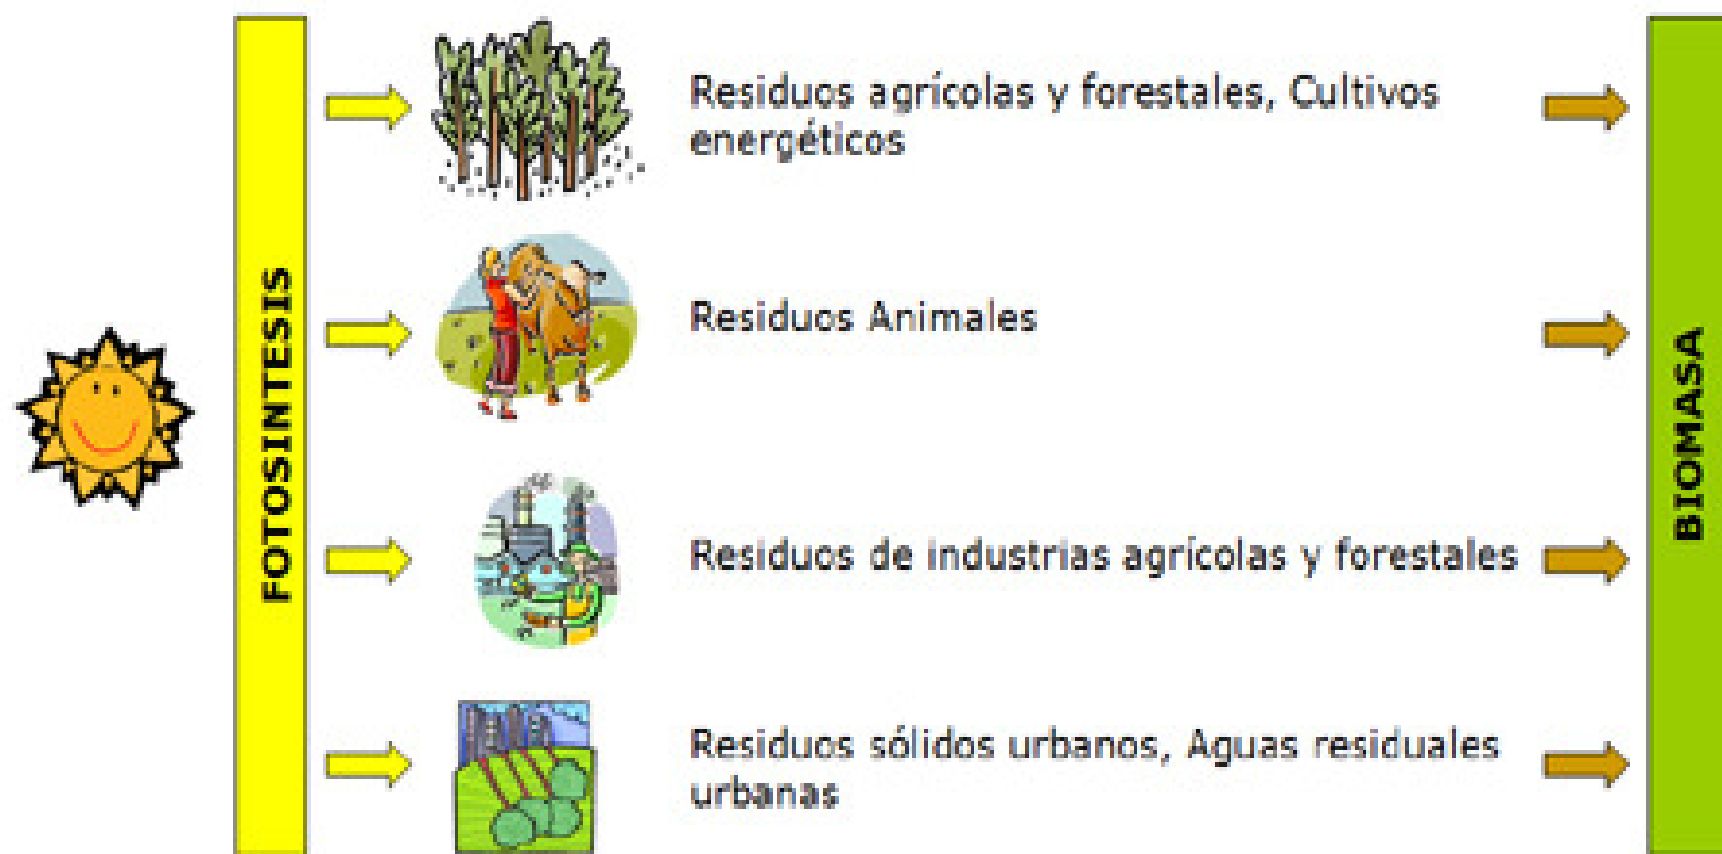 FOTOSINTESIS
Residuos agrícolas y forestales, Cultivos
energéticos
Residuos Animales
Residuos de industrias agrícolas y forestales
Residuos sólidos urbanos, Aguas residuales
urbanas
BIOMASA